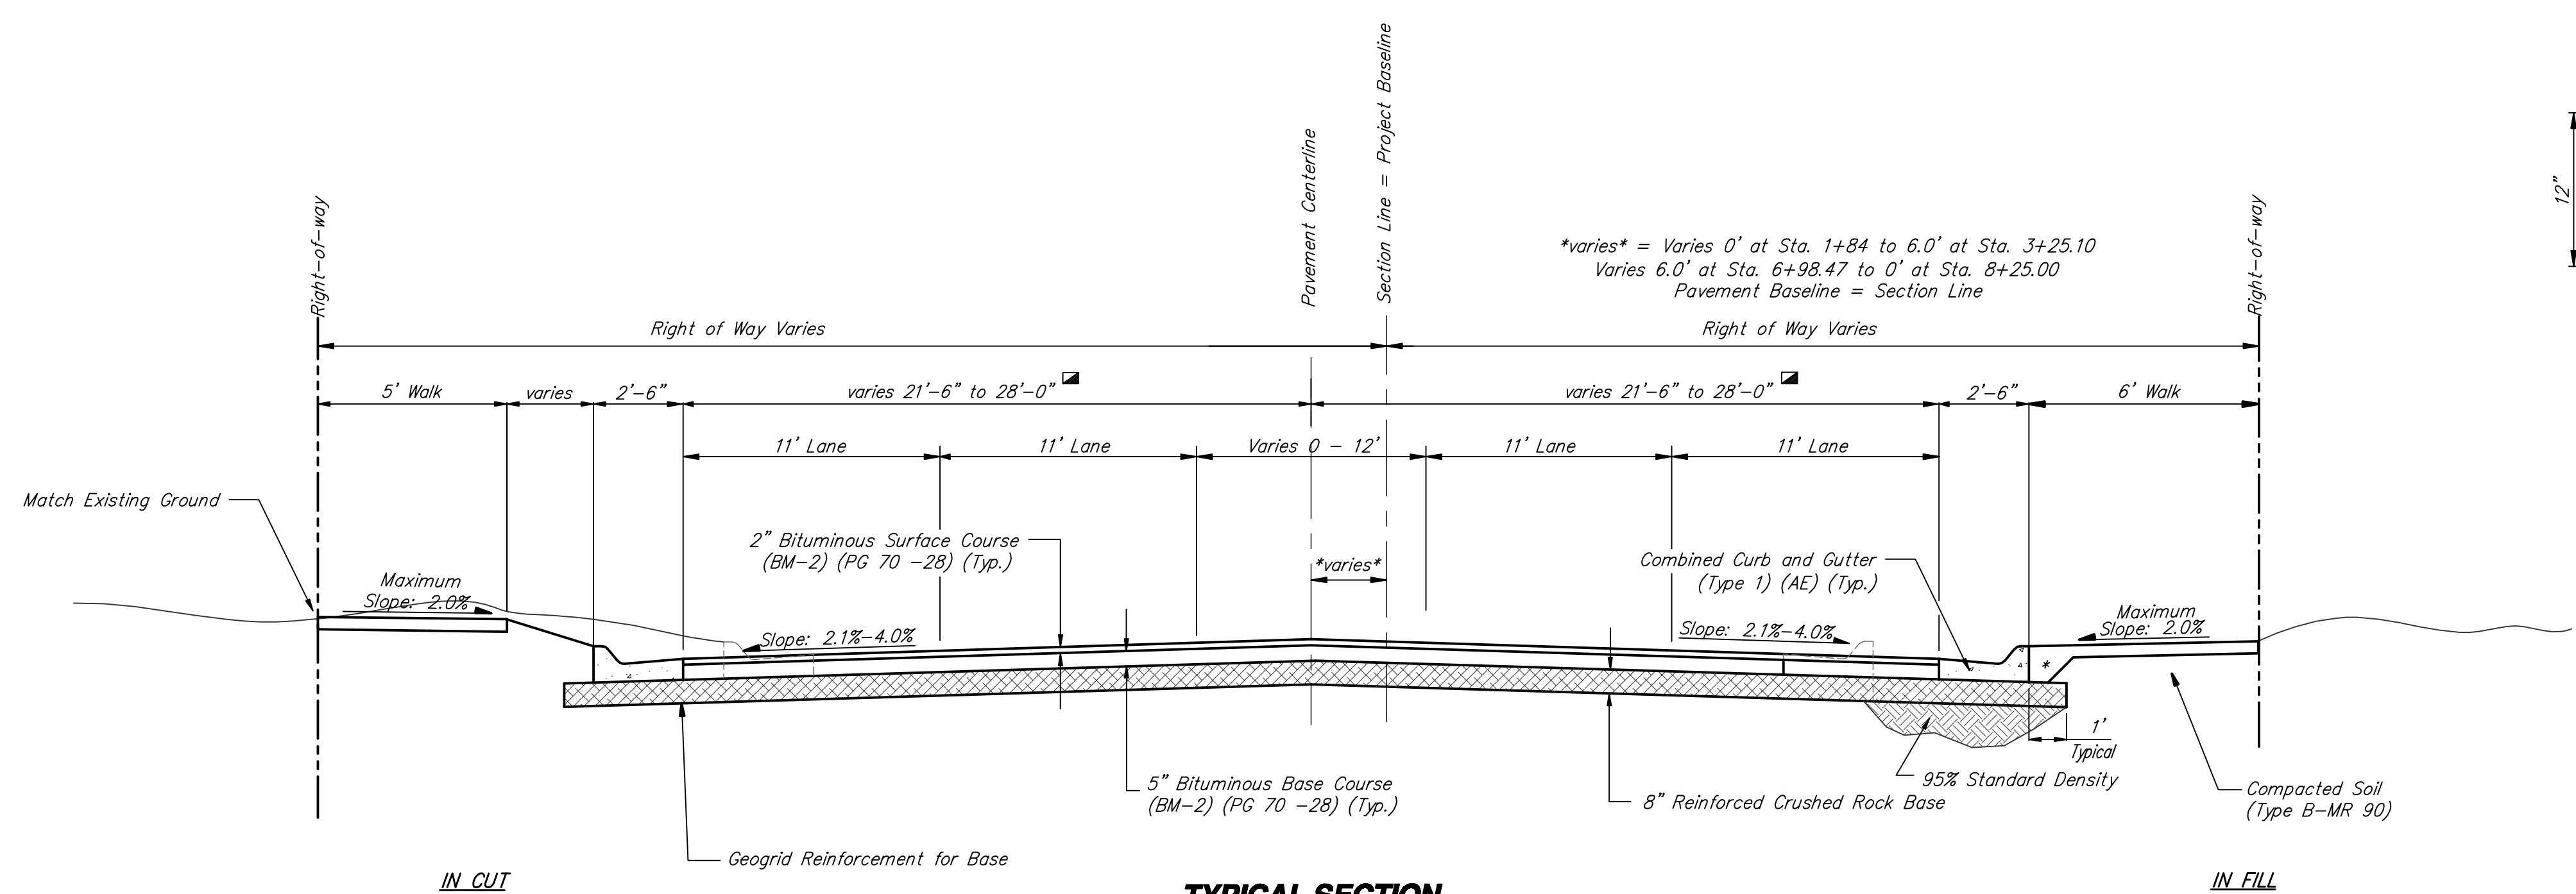 Right-of-way
Pavement Centerline
Section Line = Project Baseline
Right-of-way
12”
*varies* = Varies 0’ at Sta. 1+84 to 6.0’ at Sta. 3+25.10
Varies 6.0’ at Sta. 6+98.47 to 0’ at Sta. 8+25.00
Pavement Baseline = Section Line
Right of Way Varies
Right of Way Varies
5’ Walk
varies
2’-6”
varies 21’-6” to 28’-0”
varies 21’-6” to 28’-0”
2’-6”
6’ Walk
11’ Lane
11’ Lane
Varies 0 - 12’
11’ Lane
11’ Lane
Match Existing Ground
2” Bituminous Surface Course
(BM-2) (PG 70 -28) (Typ.)
*varies*
Combined Curb and Gutter
(Type 1) (AE) (Typ.)
Maximum
Slope: 2.0%
Slope: 2.1%-4.0%
Slope: 2.1%-4.0%
Maximum
Slope: 2.0%
*
1’
Typical
5” Bituminous Base Course
(BM-2) (PG 70 -28) (Typ.)
8” Reinforced Crushed Rock Base
95% Standard Density
Compacted Soil
(Type B-MR 90)
Geogrid Reinforcement for Base
IN CUT
TYPICAL SECTION
IN FILL